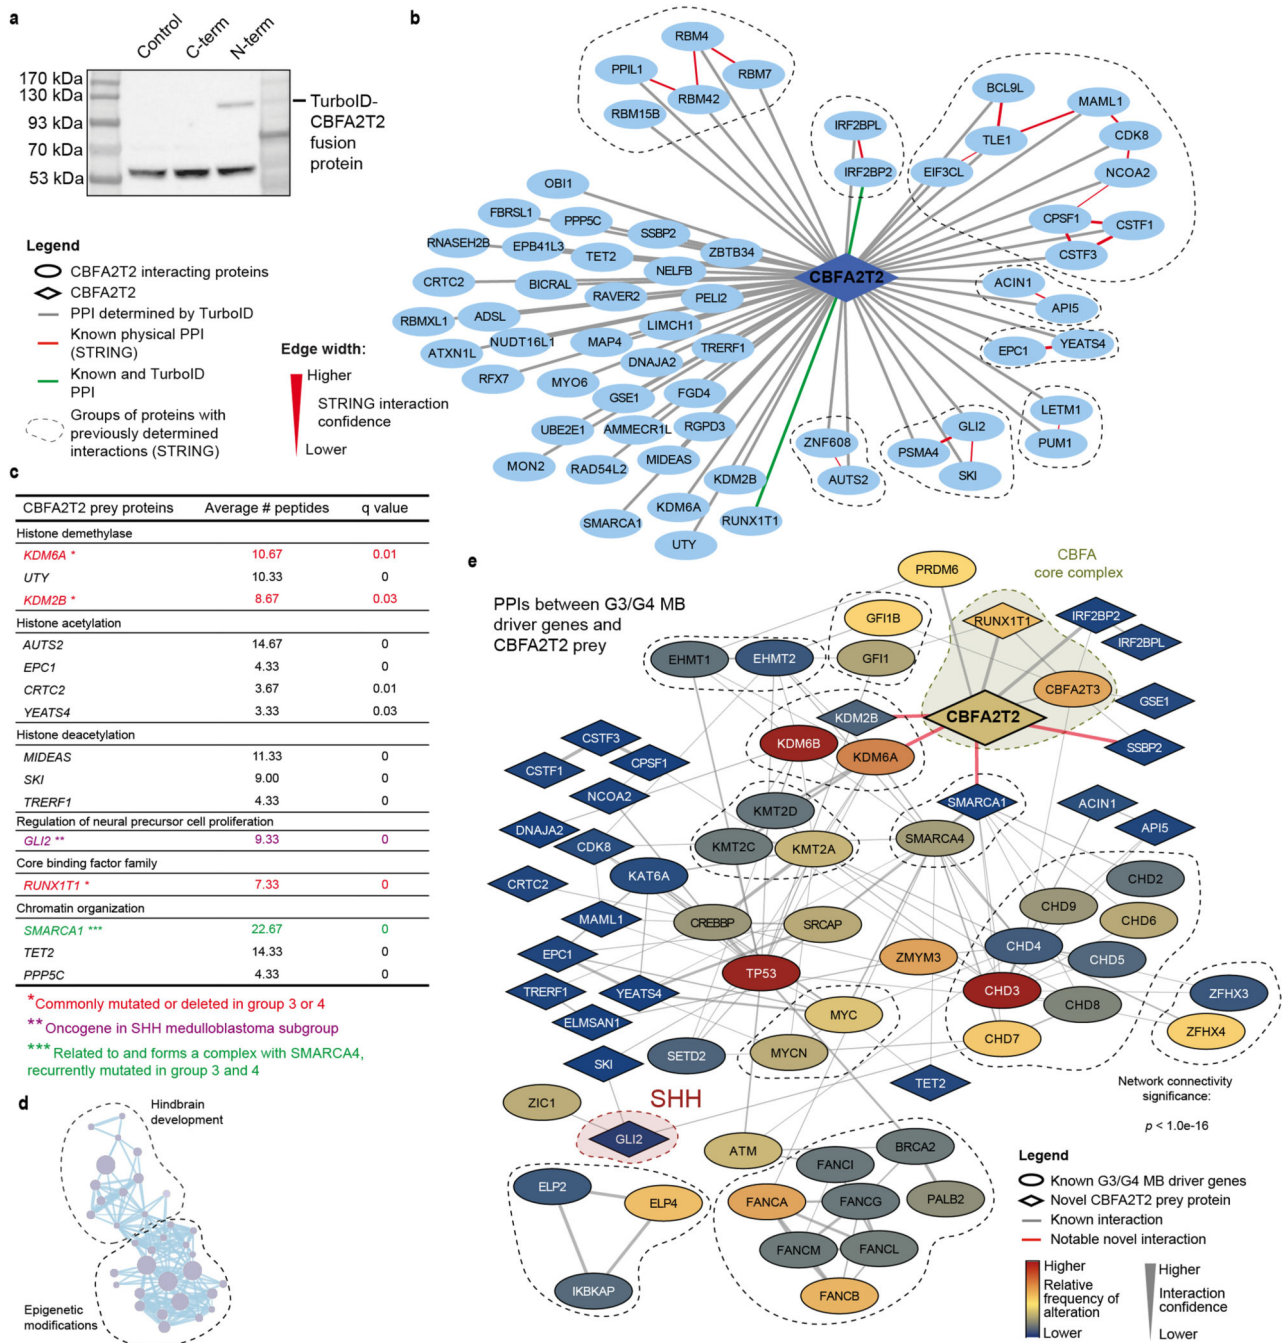 a
Control
C-term
N-term
170 kDa
130 kDa
93 kDa
70 kDa
53 kDa
TurboID-
CBFA2T2
fusion
protein
Legend
CBFA2T2 interacting proteins
CBFA2T2
PPI determined by TurboID
Known physical PPI
(STRING)
Known and TurboID
PPI
Groups of proteins with
previously determined
interactions (STRING)
Edge width:
Higher
STRING interaction
confidence
Lower
b
RBM4
PPIL1
RBM7
RBM42
RBM15B
IRF2BPL
IRF2BP2
BCL9L
MAML1
TLE1
CDK8
EIF3CL
NCOA2
CPSF1
CSTF1
CSTF3
CBFA2T2
ACIN1
API5
EPC1
YEATS4
LETM1
PUM1
GLI2
PSMA4
SKI
ZNF608
AUTS2
OBI1
FBRSL1
PPP5C
SSBP2
RNASEH2B
EPB41L3
TET2
ZBTB34
NELFB
CRTC2
BICRAL
RAVER2
PELI2
RBMXL1
ADSL
LIMCH1
ATXN1L
NUDT16L1
MAP4
TRERF1
DNAJA2
RFX7
MYO6
GSE1
FGD4
UBE2E1
AMMECR1L
RGPD3
MON2
RAD54L2
MIDEAS
KDM2B
SMARCA1
KDM6A
RUNX1T1
UTY
c
CBFA2T2 prey proteins Average # peptides q value
Histone demethylase
KDM6A * 10.67 0.01
UTY 10.33 0
KDM2B * 8.67 0.03
Histone acetylation
AUTS2 14.67 0
EPC1 4.33 0
CRTC2 3.67 0.01
YEATS4 3.33 0.03
Histone deacetylation
MIDEAS 11.33 0
SKI 9.00 0
TRERF1 4.33 0
Regulation of neural precursor cell proliferation
GLI2 ** 9.33 0
Core binding factor family
RUNX1T1 * 7.33 0
Chromatin organization
SMARCA1 *** 22.67 0
TET2 14.33 0
PPP5C 4.33 0
*Commonly mutated or deleted in group 3 or 4
**Oncogene in SHH medulloblastoma subgroup
***Related to and forms a complex with SMARCA4,
recurrently mutated in group 3 and 4
d
Hindbrain
development
Epigenetic
modifications
e
PPIs between G3/G4 MB
driver genes and
CBFA2T2 prey
CBFA
core complex
PRDM6
GFI1B
RUNX1T1
IRF2BP2
IRF2BPL
EHMT1
EHMT2
GFI1
CBFA2T3
GSE1
KDM2B
CBFA2T2
SSBP2
CSTF3
KDM6B
KDM6A
CSTF1
CPSF1
NCOA2
SMARCA1
ACIN1
KMT2D
DNAJA2
CDK8
KMT2C
KMT2A
SMARCA4
API5
CRTC2
KAT6A
CHD2
MAML1
CREBBP
SRCAP
CHD9
CHD6
EPC1
ZMYM3
CHD4
CHD5
TP53
TRERF1
YEATS4
CHD3
CHD8
ZFHX3
ELMSAN1
MYC
CHD7
ZFHX4
SKI
SETD2
MYCN
TET2
ZIC1
SHH
GLI2
ATM
BRCA2
FANCI
ELP2
ELP4
FANCA
FANCG
PALB2
FANCM
FANCL
IKBKAP
FANCB
Network connectivity
significance:
p < 1.0e-16
Legend
Known G3/G4 MB driver genes
Novel CBFA2T2 prey protein
Known interaction
Notable novel interaction
Higher
Relative
frequency of
alteration
Lower
Higher
Interaction
confidence
Lower